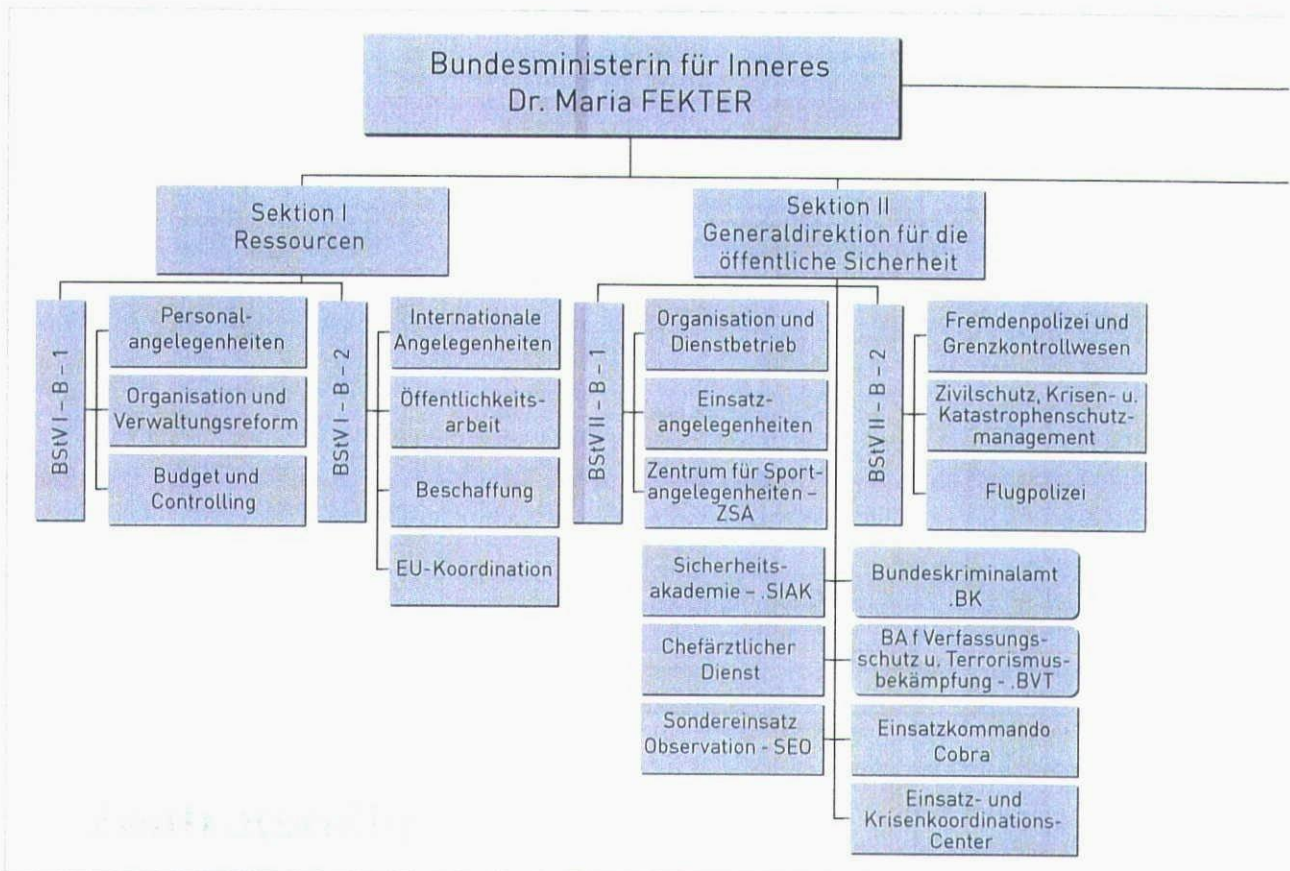 Bundesministerin für Inneres
Dr. Maria FEKTER
Sektion I
Ressourcen
BStV I – B – 1
Personal-
angelegenheiten
Organisation und
Verwaltungsreform
Budget und
Controlling
BStV I – B – 2
Internationale
Angelegenheiten
Öffentlichkeits-
arbeit
Beschaffung
EU-Koordination
Sektion II
Generaldirektion für die
öffentliche Sicherheit
BStV II – B – 1
Organisation und
Dienstbetrieb
Einsatz-
angelegenheiten
Zentrum für Sport-
angelegenheiten –
ZSA
BStV II – B – 2
Fremdenpolizei und
Grenzkontrollwesen
Zivilschutz, Krisen- u.
Katastrophenschutz-
management
Flugpolizei
Sicherheits-
akademie – .SIAK
Chefärztlicher
Dienst
Sondereinsatz
Observation - SEO
Bundeskriminalamt
.BK
BA f Verfassungs-
schutz u. Terrorismus-
bekämpfung - .BVT
Einsatzkommando
Cobra
Einsatz- und
Krisenkoordinations-
Center